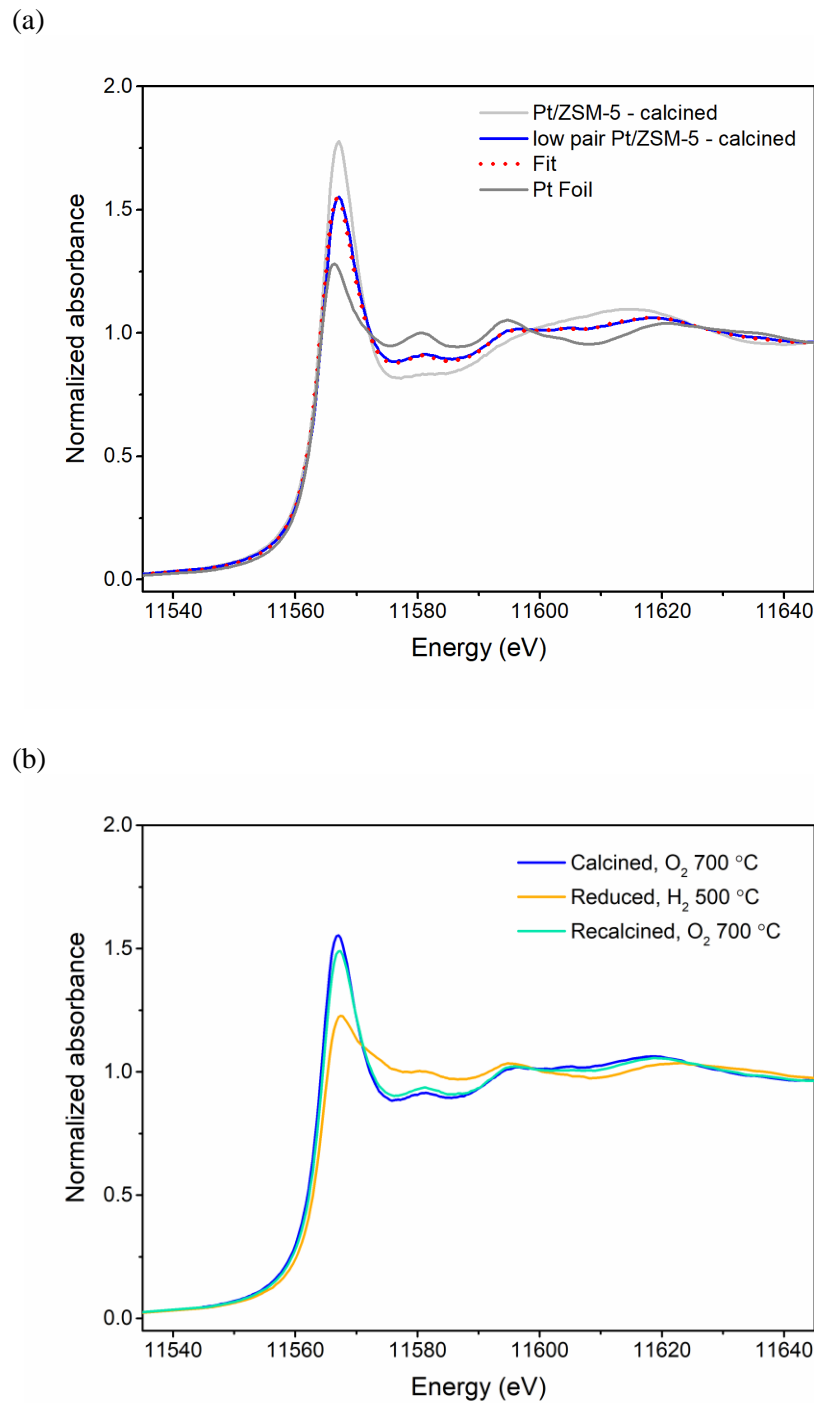 (a)
2.0
1.5
1.0
0.5
0.0
Normalized absorbance
Pt/ZSM-5 - calcined
low pair Pt/ZSM-5 - calcined
Fit
Pt Foil
11540 11560 11580 11600 11620 11640
Energy (eV)
(b)
2.0
1.5
1.0
0.5
0.0
Normalized absorbance
Calcined, O₂ 700 °C
Reduced, H₂ 500 °C
Recalcined, O₂ 700 °C
11540 11560 11580 11600 11620 11640
Energy (eV)